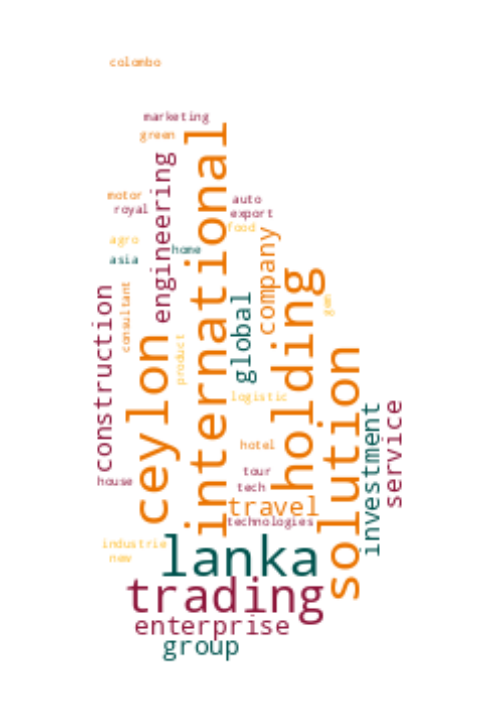 colombo
marketing
green
international
engineering
motor
royal
auto
export
food
agro
asia
home
company
holding
consultant
construction
global
gem
product
ceylon
solution
logistic
investment
service
hotel
house
tour
tech
travel
technologies
lanka
industrie
new
trading
enterprise
group